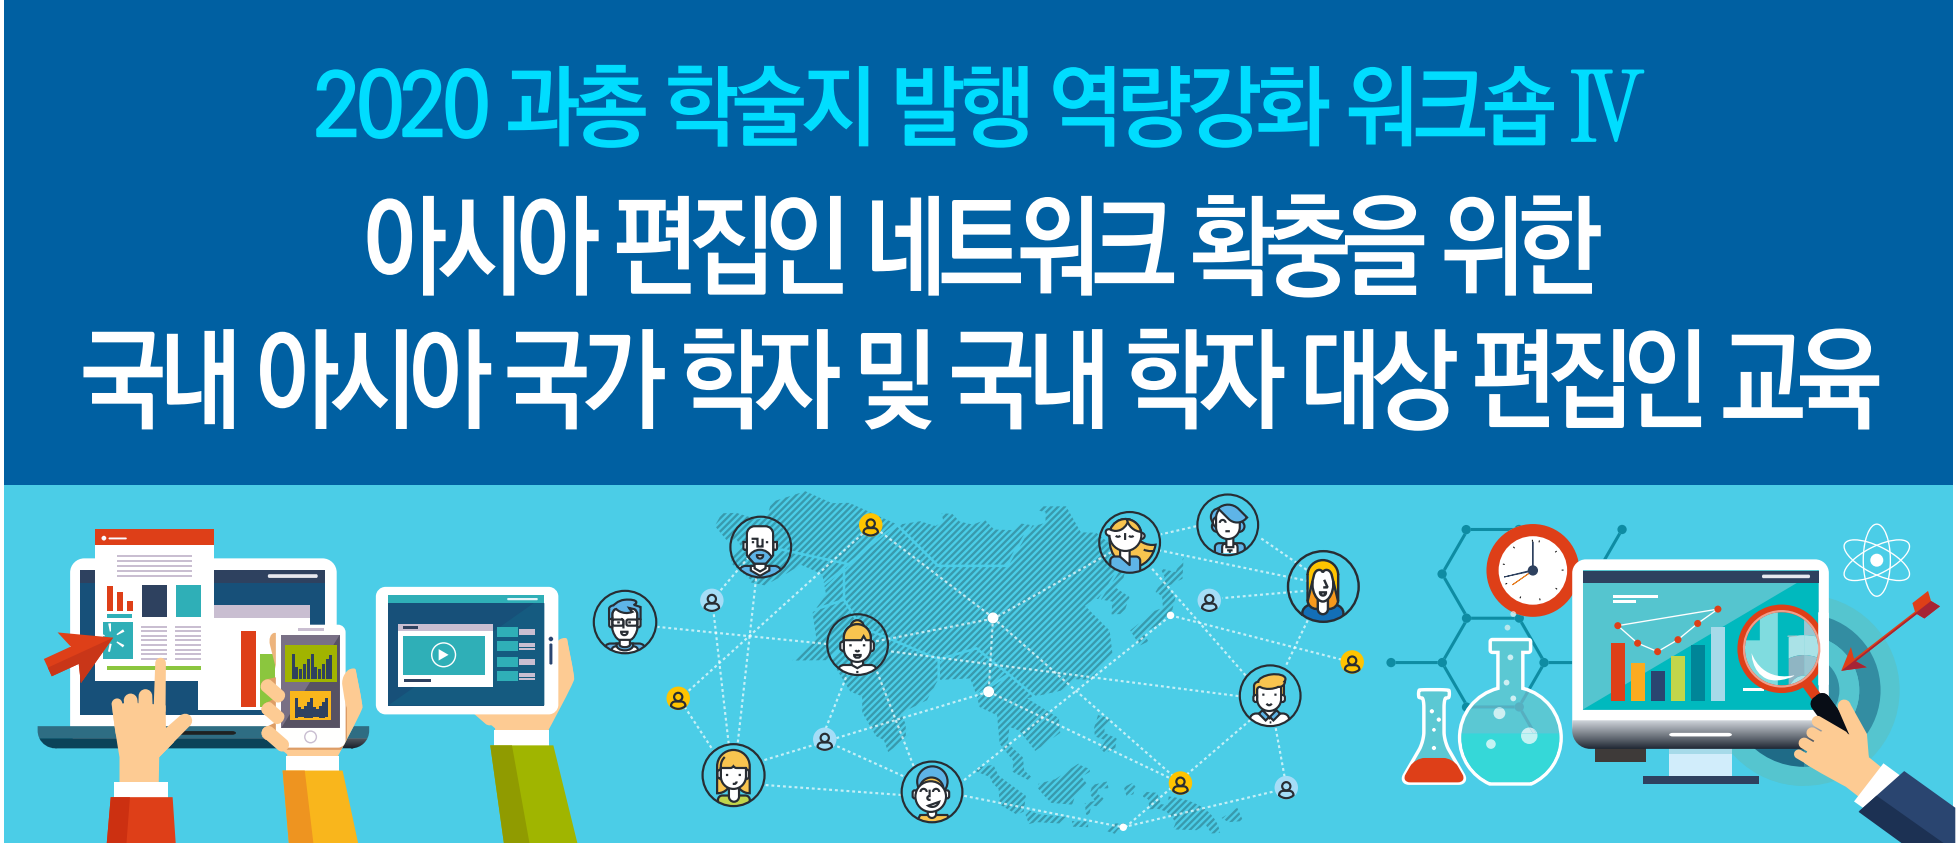 2020 과총 학술지 발행 역량강화 워크숍 Ⅳ
아시아 편집인 네트워크 확충을 위한
국내 아시아 국가 학자 및 국내 학자 대상 편집인 교육